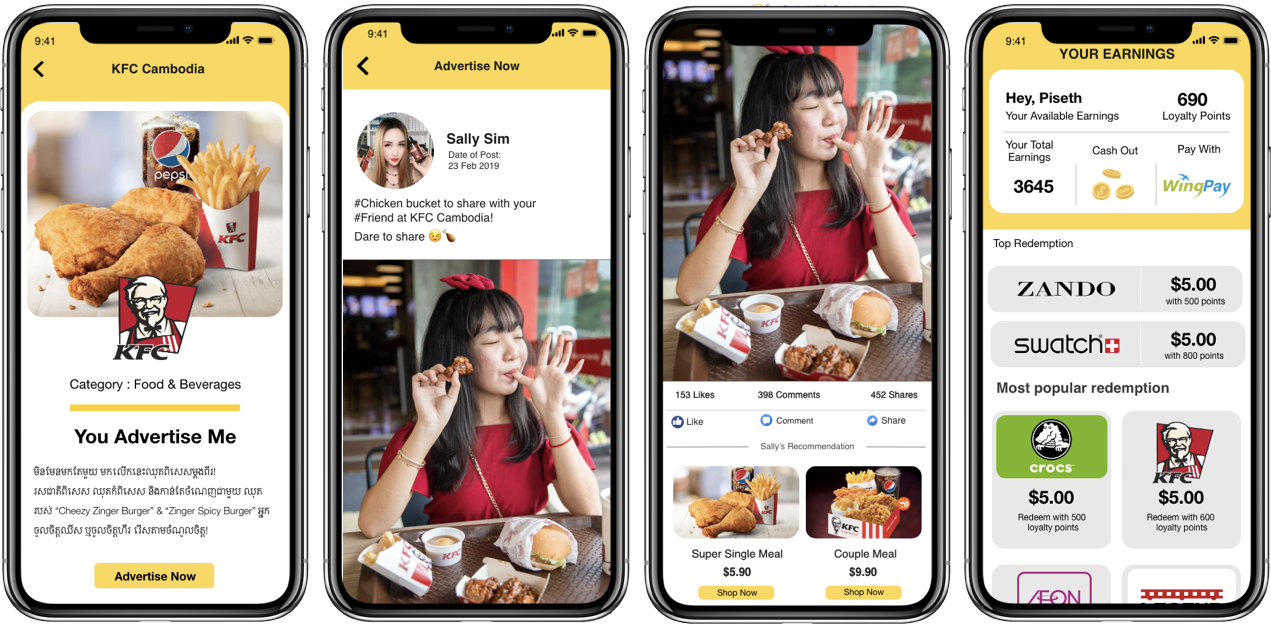 9:41
KFC Cambodia
pepsi
KFC
KFC
Category : Food & Beverages
You Advertise Me
មិនមែនមកតែមួយ មកលើកនេះឈុតពិសេសម្ដងពីរ!
រសជាតិពិសេស ឈុតកំពិសេស និងកាន់តែចំណេញជាមួយ ឈុត
របស់ “Cheezy Zinger Burger” & “Zinger Spicy Burger” អ្នក
ចូលចិត្តឈីស ឬចូលចិត្តហឹរ រើសតាមចំណូលចិត្ត!
Advertise Now
9:41
Advertise Now
Sally Sim
Date of Post:
23 Feb 2019
#Chicken bucket to share with your
#Friend at KFC Cambodia!
Dare to share 😉🍗
KFC
KFC
153 Likes
398 Comments
452 Shares
Like
Comment
Share
Sally's Recommendation
KFC
Super Single Meal
$5.90
Shop Now
Couple Meal
$9.90
Shop Now
9:41
YOUR EARNINGS
Hey, Piseth
Your Available Earnings
690
Loyalty Points
Your Total
Earnings
3645
Cash Out
Pay With
WingPay
Top Redemption
ZANDO
$5.00
with 500 points
swatch
$5.00
with 800 points
Most popular redemption
crocs
$5.00
Redeem with 500
loyalty points
KFC
$5.00
Redeem with 600
loyalty points
ÆON